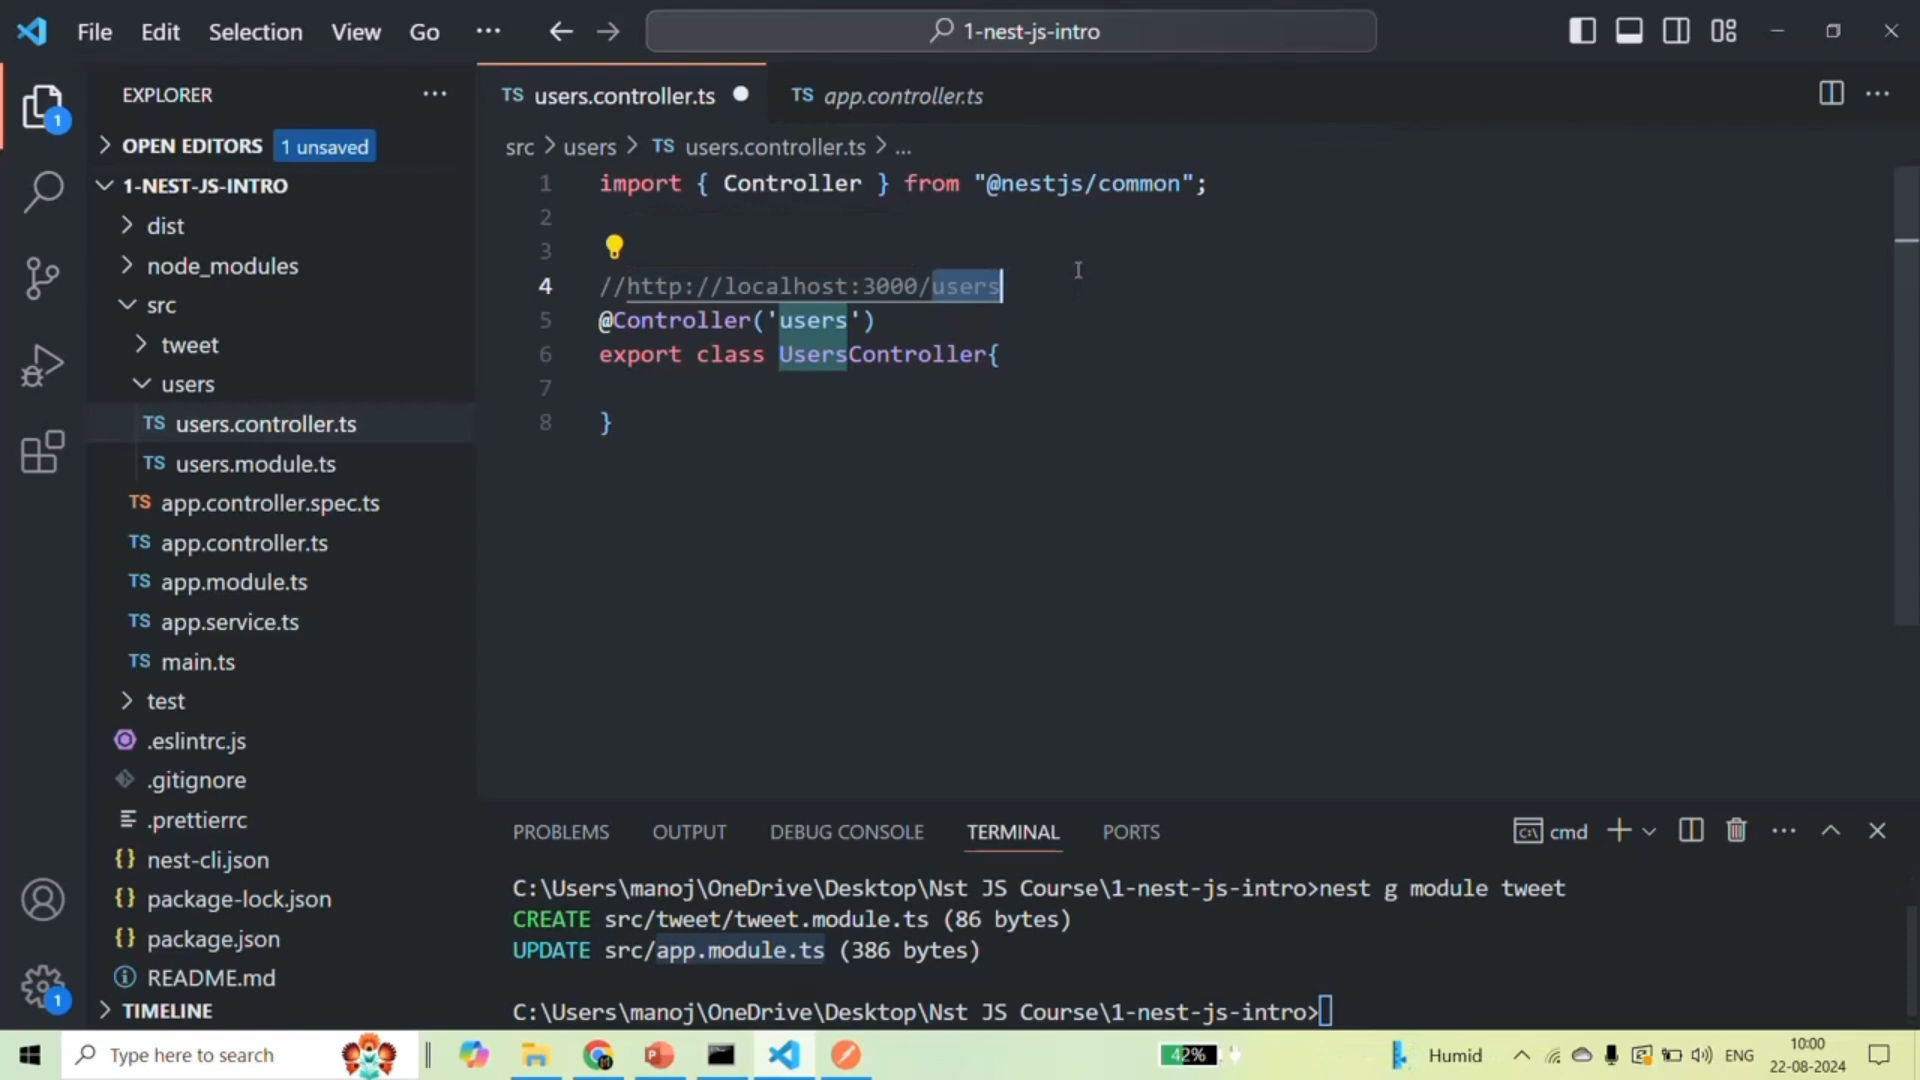 File Edit Selection View Go ··· 1-nest-js-intro
EXPLORER ···
OPEN EDITORS 1 unsaved
1-NEST-JS-INTRO
dist
node_modules
src
tweet
users
TS users.controller.ts
TS users.module.ts
TS app.controller.spec.ts
TS app.controller.ts
TS app.module.ts
TS app.service.ts
TS main.ts
test
.eslintrc.js
.gitignore
.prettierrc
{} nest-cli.json
{} package-lock.json
{} package.json
README.md
TIMELINE
1
1
TS users.controller.ts TS app.controller.ts
src > users > TS users.controller.ts > ...
1 import { Controller } from "@nestjs/common";
2
3
4 //http://localhost:3000/users
5 @Controller('users')
6 export class UsersController{
7
8 }
PROBLEMS OUTPUT DEBUG CONSOLE TERMINAL PORTS cmd
C:\Users\manoj\OneDrive\Desktop\Nst JS Course\1-nest-js-intro>nest g module tweet
CREATE src/tweet/tweet.module.ts (86 bytes)
UPDATE src/app.module.ts (386 bytes)
C:\Users\manoj\OneDrive\Desktop\Nst JS Course\1-nest-js-intro>
Type here to search 42% Humid ENG 10:00
22-08-2024